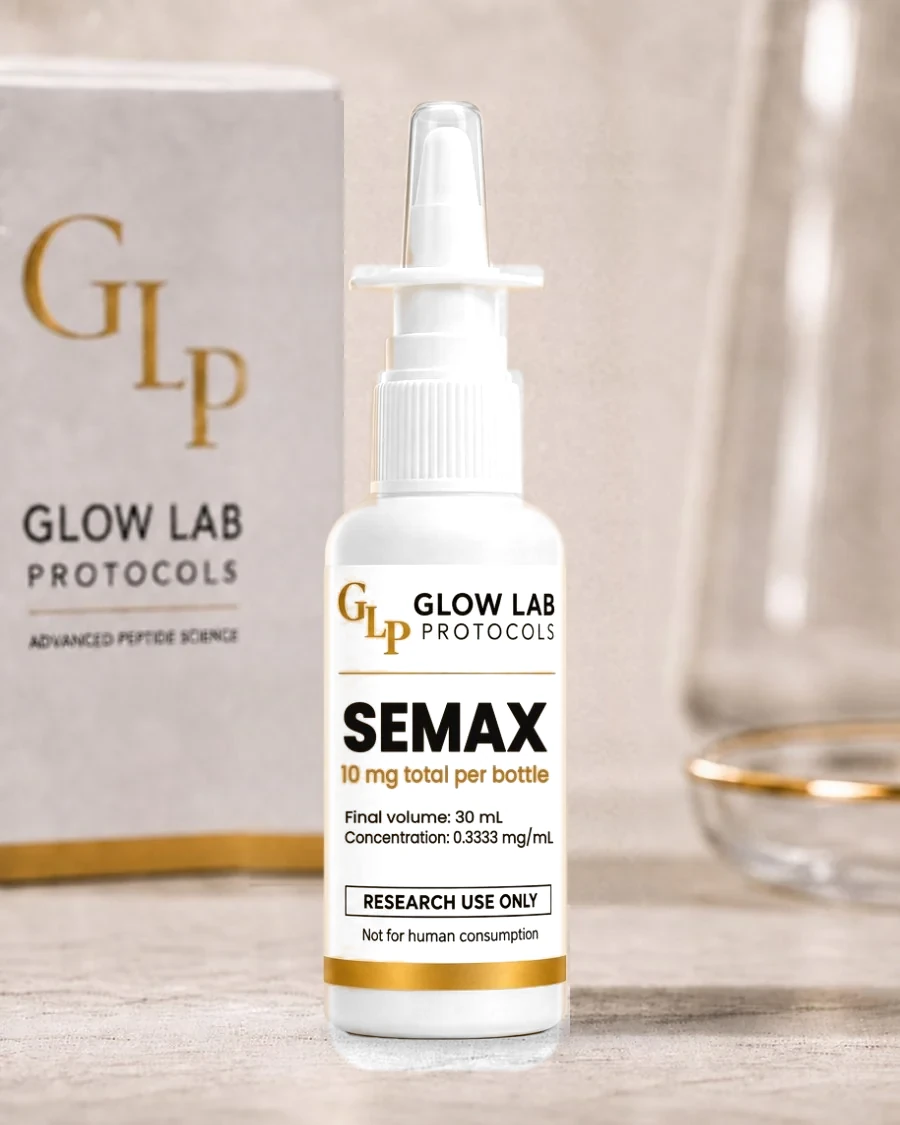 GLP
GLOW LAB
PROTOCOLS
ADVANCED PEPTIDE SCIENCE
GLP
GLOW LAB
PROTOCOLS
SEMAX
10 mg total per bottle
Final volume: 30 mL
Concentration: 0.3333 mg/mL
RESEARCH USE ONLY
Not for human consumption